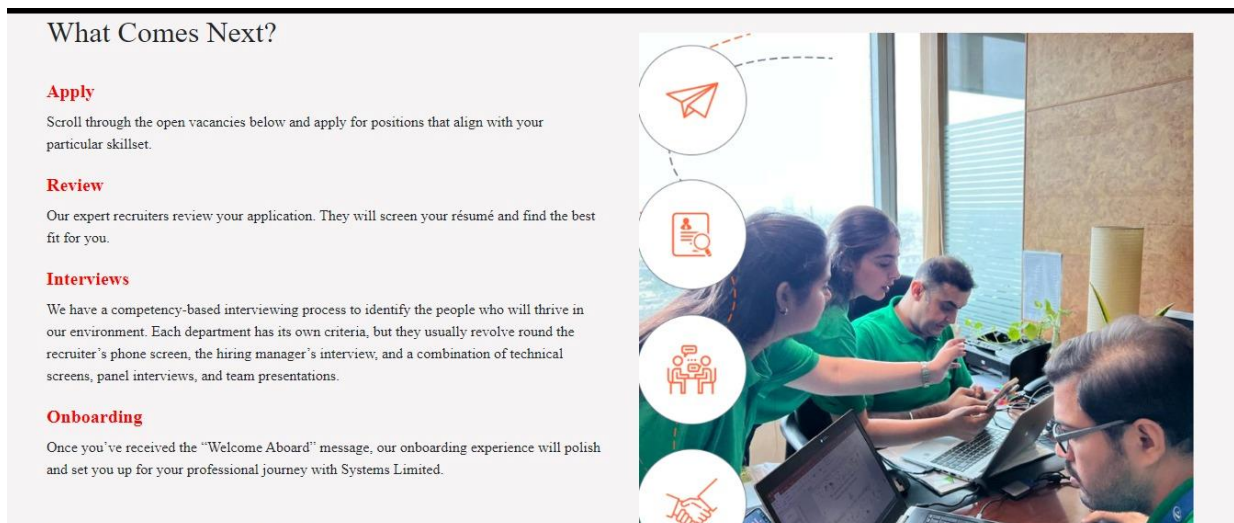 What Comes Next?
Apply
Scroll through the open vacancies below and apply for positions that align with your
particular skillset.
Review
Our expert recruiters review your application. They will screen your résumé and find the best
fit for you.
Interviews
We have a competency-based interviewing process to identify the people who will thrive in
our environment. Each department has its own criteria, but they usually revolve round the
recruiter’s phone screen, the hiring manager’s interview, and a combination of technical
screens, panel interviews, and team presentations.
Onboarding
Once you’ve received the “Welcome Aboard” message, our onboarding experience will polish
and set you up for your professional journey with Systems Limited.